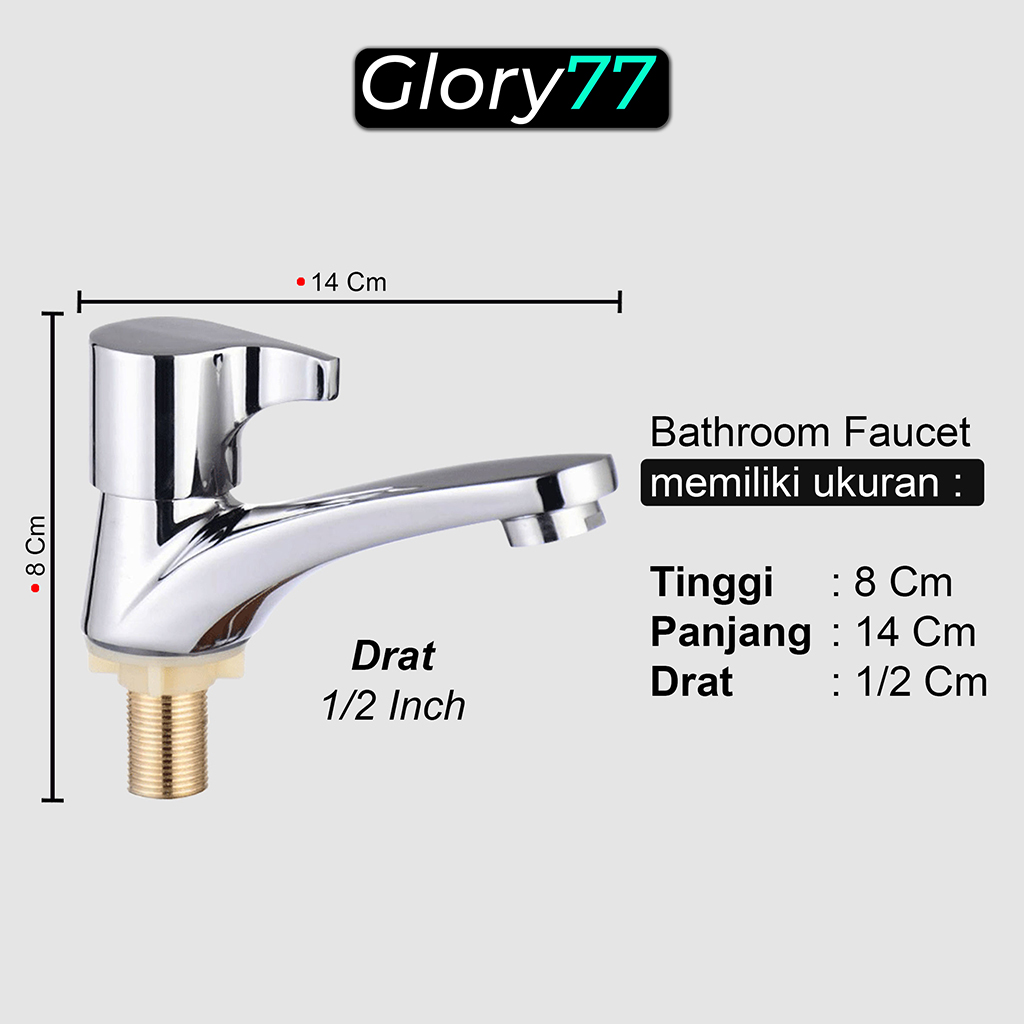 Glory77
14 Cm
8 Cm
Bathroom Faucet
memiliki ukuran :
Tinggi : 8 Cm
Panjang : 14 Cm
Drat : 1/2 Cm
Drat
1/2 Inch